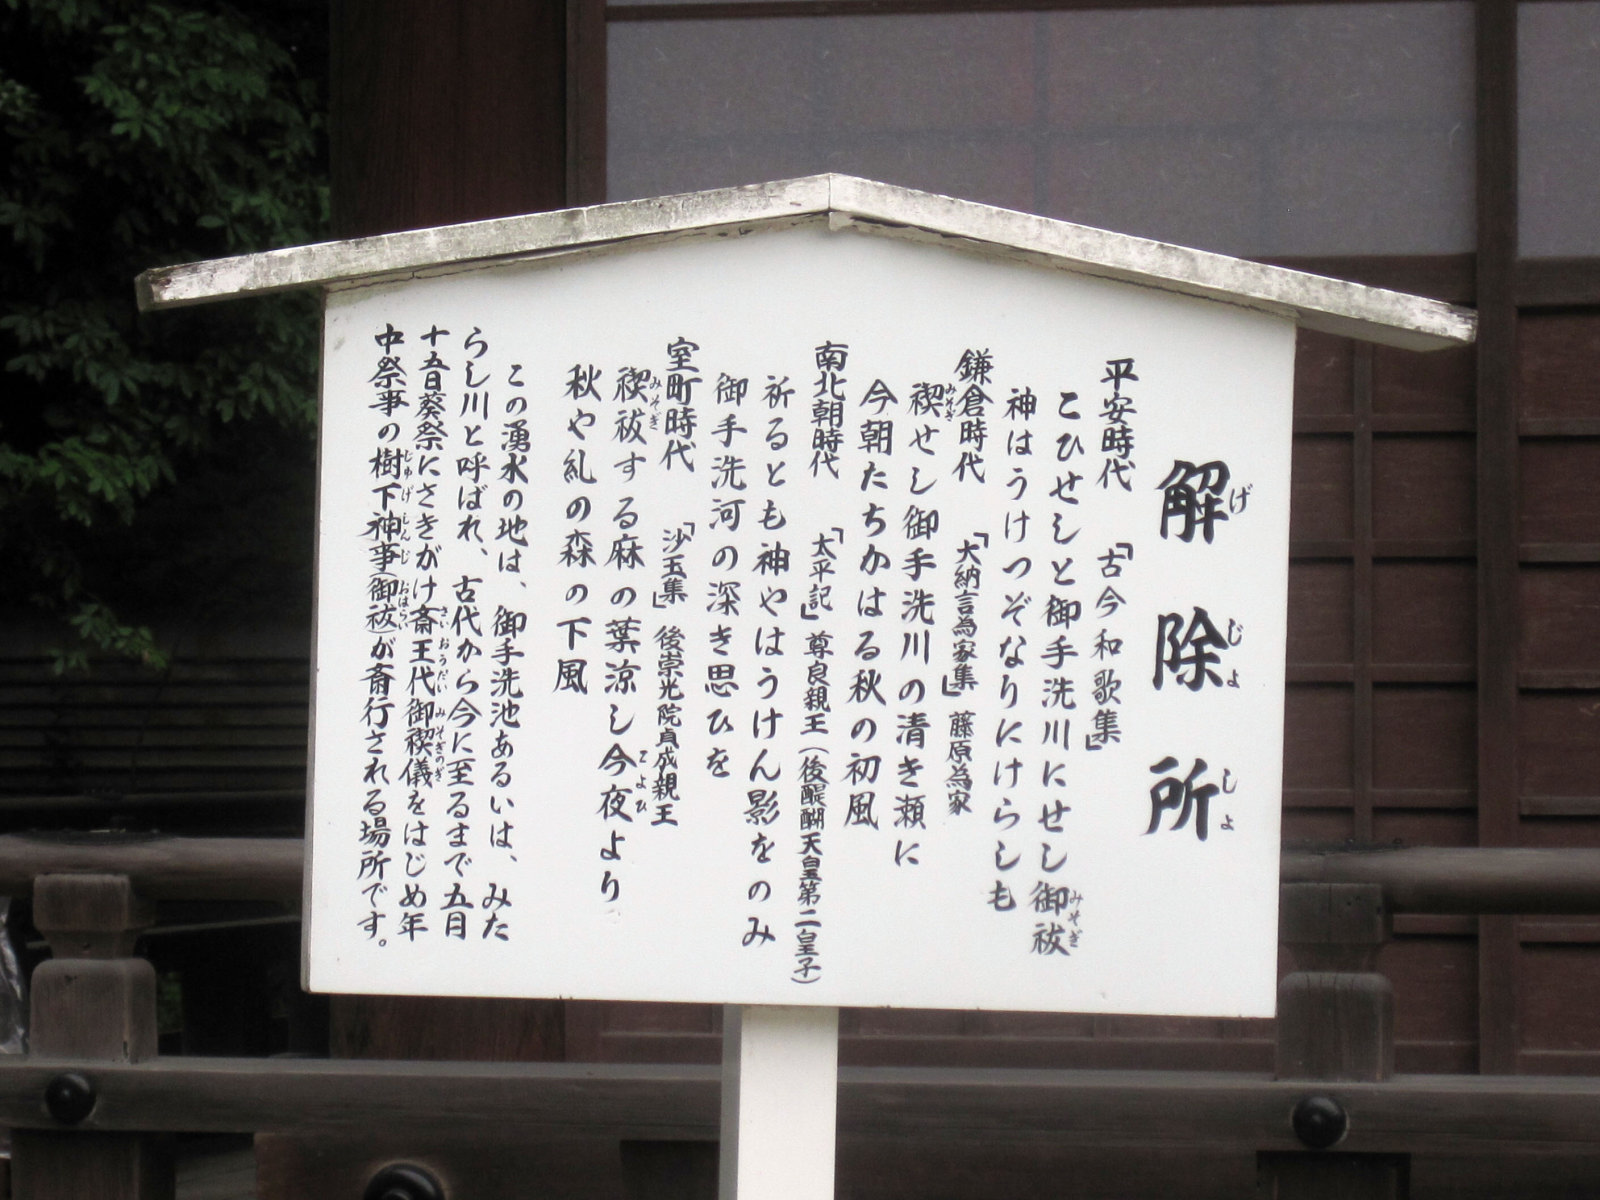 解除所
平安時代 「古今和歌集」
こひせしと御手洗川にせし御祓
神はうけつぞなりにけらしも
鎌倉時代 「大納言為家集」 藤原為家
禊せし御手洗川の清き瀬に
今朝たちかはる秋の初風
南北朝時代 「太平記」 尊良親王(後醍醐天皇第二皇子)
祈るとも神やはうけん影をのみ
御手洗河の深き思ひを
室町時代 「沙玉集」 後崇光院貞成親王
禊祓する麻の葉涼し今夜より
秋や糺の森の下風
この湧水の地は、御手洗池あるいは、みた
らし川と呼ばれ、古代から今に至るまで五月
十五日葵祭にさきがけ斎王代御禊儀をはじめ年
中祭事の樹下神事(御祓)が斎行される場所です。